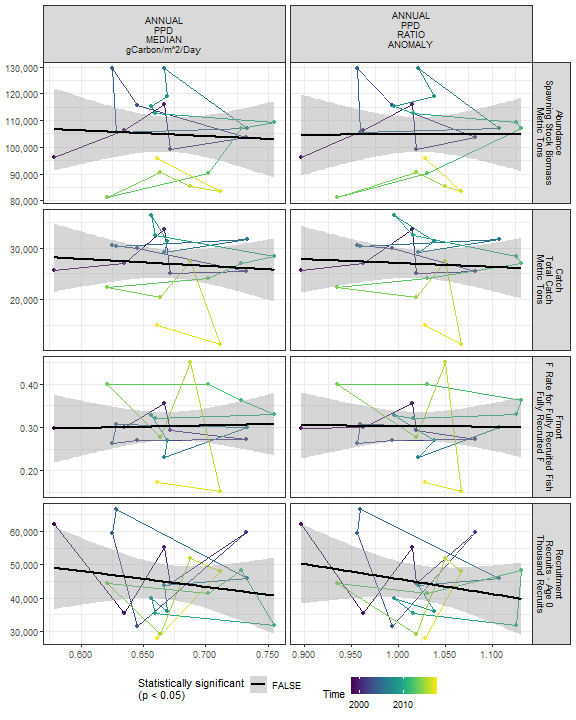 ANNUAL
PPD
MEDIAN
gCarbon/m^2/Day
ANNUAL
PPD
RATIO
ANOMALY
130,000
120,000
110,000
100,000
90,000
80,000
Abundance
Spawning Stock Biomass
Metric Tons
30,000
20,000
Catch
Total Catch
Metric Tons
0.40
0.30
0.20
Fmort
F Rate for Fully Recruited Fish
Fully Recruited F
60,000
50,000
40,000
30,000
Recruitment
Recruits - Age 0
Thousand Recruits
0.600
0.650
0.700
0.750
0.900
0.950
1.000
1.050
1.100
Statistically significant
(p < 0.05)
FALSE
Time
2000
2010